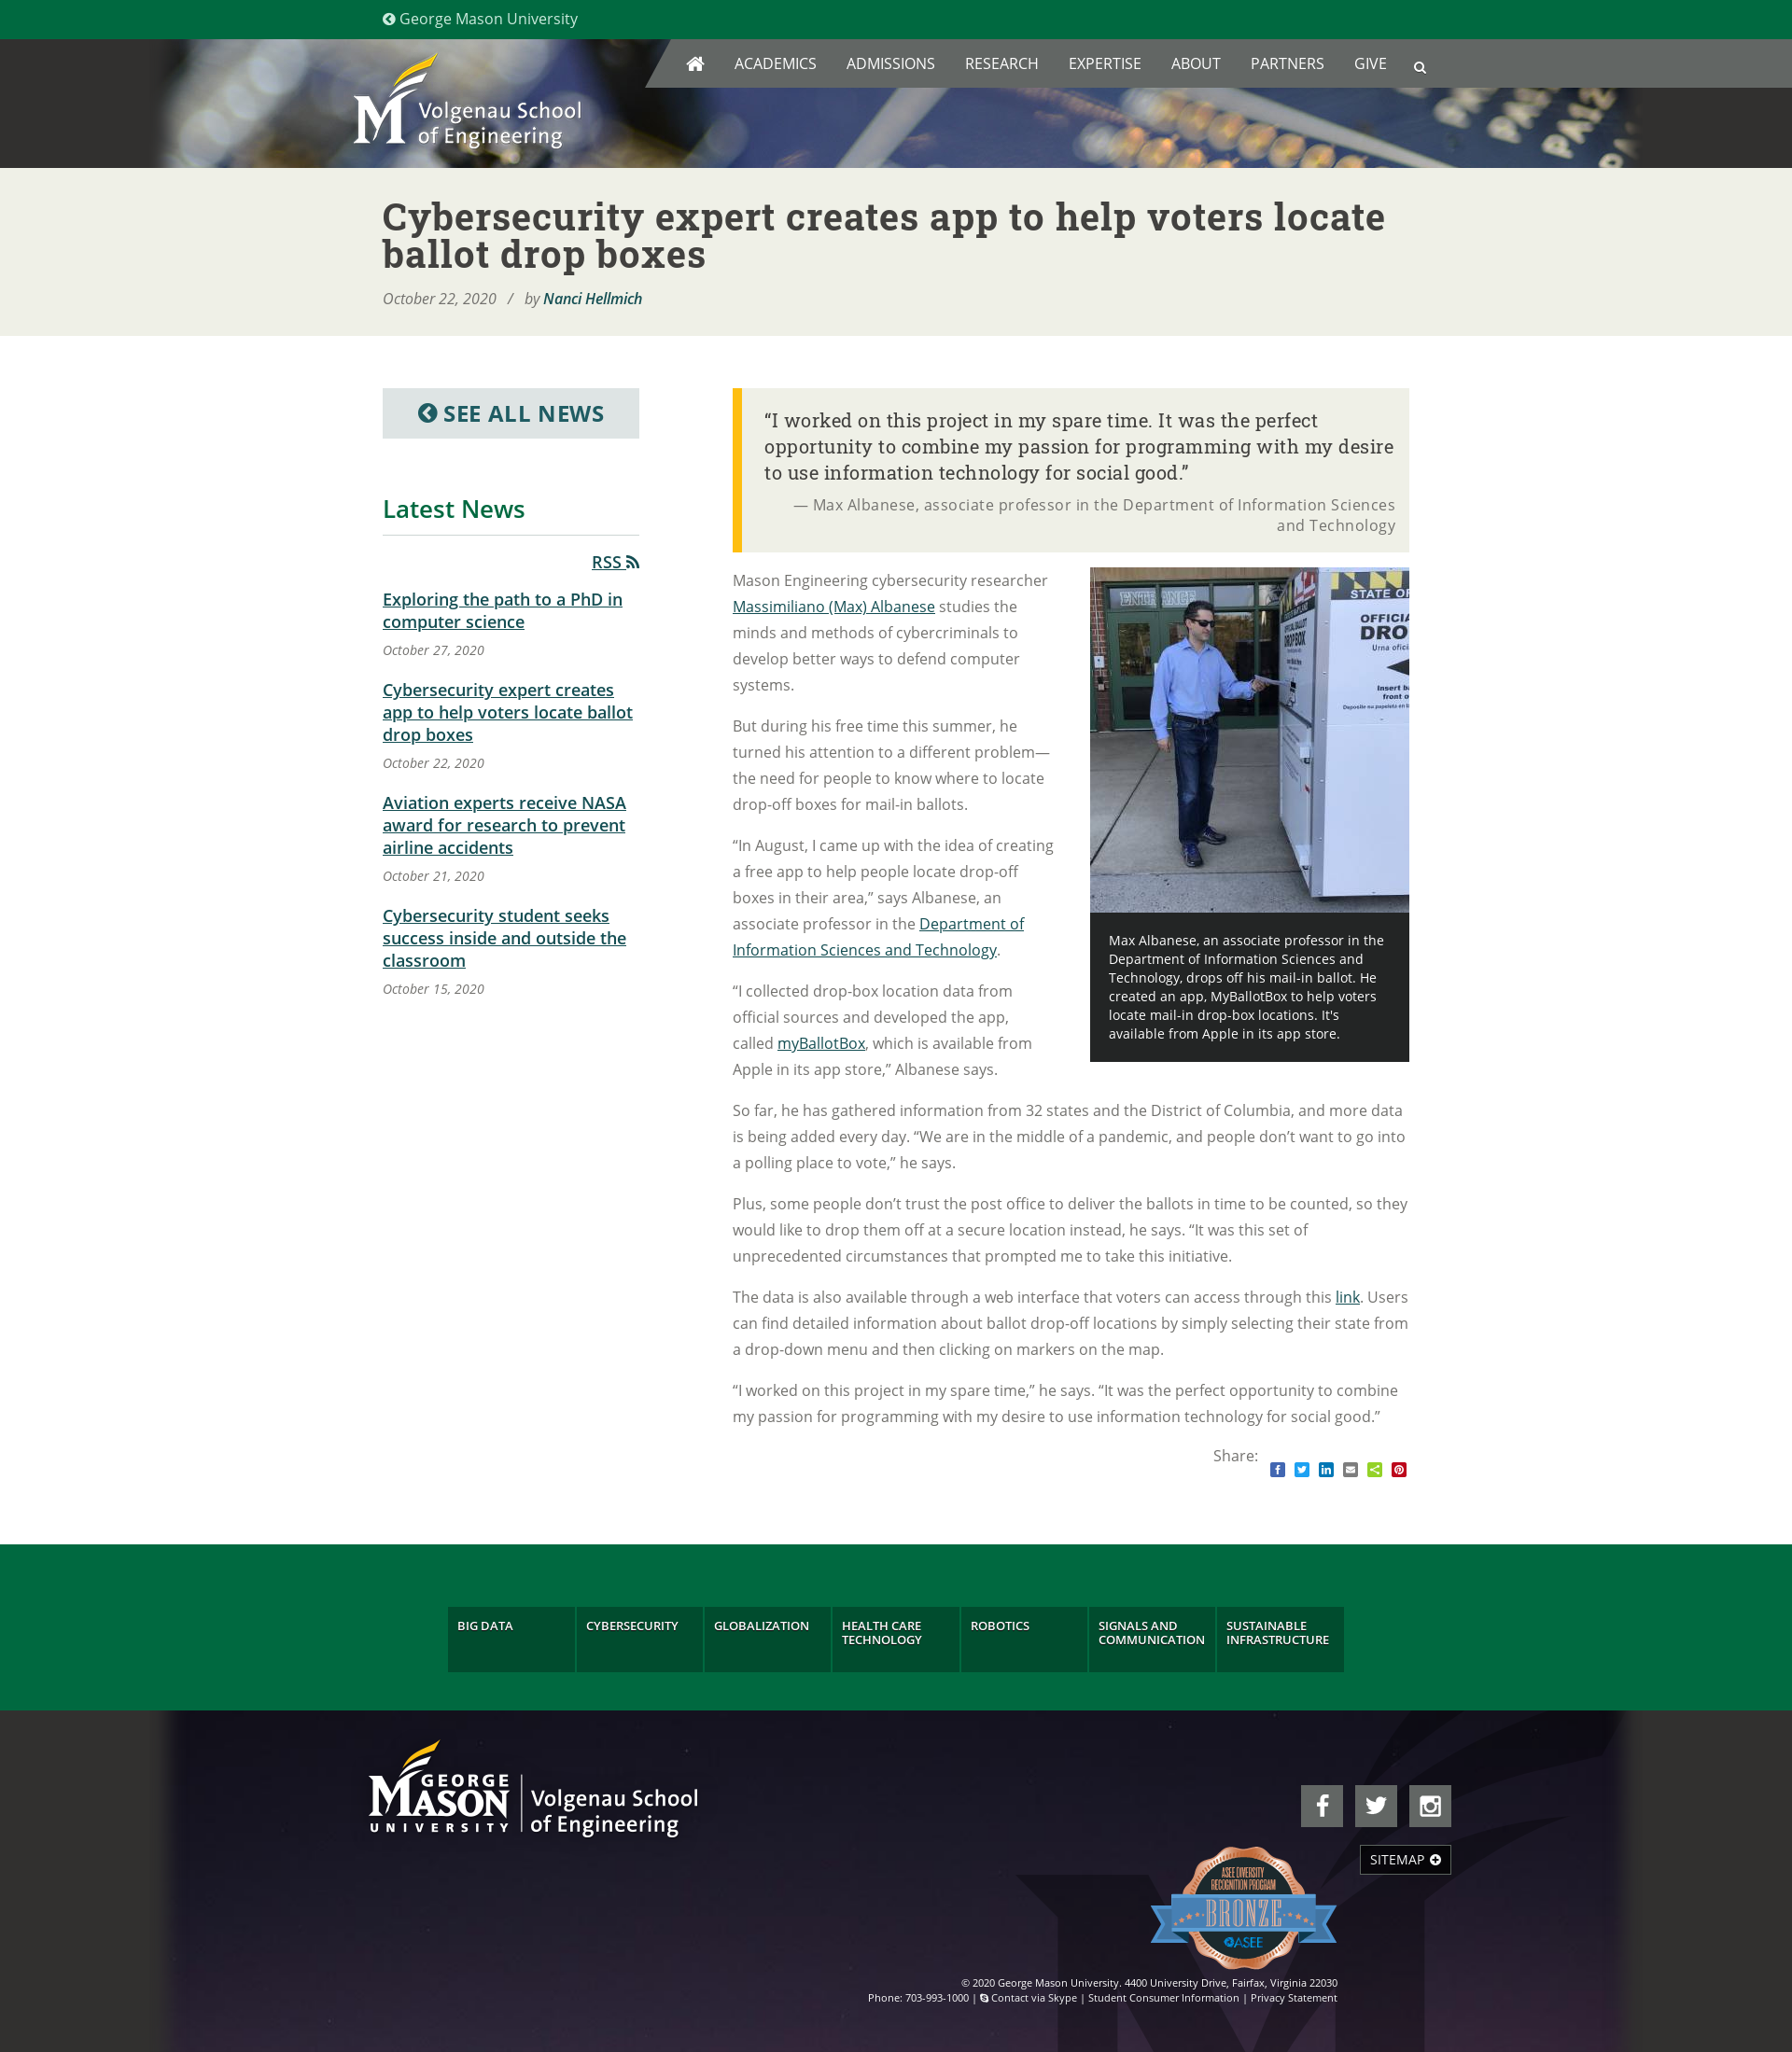 George Mason University
Volgenau School
of Engineering
ACADEMICS ADMISSIONS RESEARCH EXPERTISE ABOUT PARTNERS GIVE
Cybersecurity expert creates app to help voters locate
ballot drop boxes
October 22, 2020 / by Nanci Hellmich
SEE ALL NEWS
Latest News
RSS
Exploring the path to a PhD in
computer science
October 27, 2020
Cybersecurity expert creates
app to help voters locate ballot
drop boxes
October 22, 2020
Aviation experts receive NASA
award for research to prevent
airline accidents
October 21, 2020
Cybersecurity student seeks
success inside and outside the
classroom
October 15, 2020
“I worked on this project in my spare time. It was the perfect
opportunity to combine my passion for programming with my desire
to use information technology for social good.”
— Max Albanese, associate professor in the Department of Information Sciences
and Technology
Mason Engineering cybersecurity researcher
Massimiliano (Max) Albanese studies the
minds and methods of cybercriminals to
develop better ways to defend computer
systems.
But during his free time this summer, he
turned his attention to a different problem—
the need for people to know where to locate
drop-off boxes for mail-in ballots.
“In August, I came up with the idea of creating
a free app to help people locate drop-off
boxes in their area,” says Albanese, an
associate professor in the Department of
Information Sciences and Technology.
“I collected drop-box location data from
official sources and developed the app,
called myBallotBox, which is available from
Apple in its app store,” Albanese says.
ENTRANCE
STATE OF
OFFICIA
DRO
Urna ofici
Insert ba
front o
Max Albanese, an associate professor in the
Department of Information Sciences and
Technology, drops off his mail-in ballot. He
created an app, MyBallotBox to help voters
locate mail-in drop-box locations. It's
available from Apple in its app store.
So far, he has gathered information from 32 states and the District of Columbia, and more data
is being added every day. “We are in the middle of a pandemic, and people don’t want to go into
a polling place to vote,” he says.
Plus, some people don’t trust the post office to deliver the ballots in time to be counted, so they
would like to drop them off at a secure location instead, he says. “It was this set of
unprecedented circumstances that prompted me to take this initiative.
The data is also available through a web interface that voters can access through this link. Users
can find detailed information about ballot drop-off locations by simply selecting their state from
a drop-down menu and then clicking on markers on the map.
“I worked on this project in my spare time,” he says. “It was the perfect opportunity to combine
my passion for programming with my desire to use information technology for social good.”
Share:
BIG DATA
CYBERSECURITY
GLOBALIZATION
HEALTH CARE
TECHNOLOGY
ROBOTICS
SIGNALS AND
COMMUNICATION
SUSTAINABLE
INFRASTRUCTURE
GEORGE
MASON
UNIVERSITY
Volgenau School
of Engineering
SITEMAP
ASEE DIVERSITY
RECOGNITION PROGRAM
BRONZE
ASEE
© 2020 George Mason University. 4400 University Drive, Fairfax, Virginia 22030
Phone: 703-993-1000 | Contact via Skype | Student Consumer Information | Privacy Statement